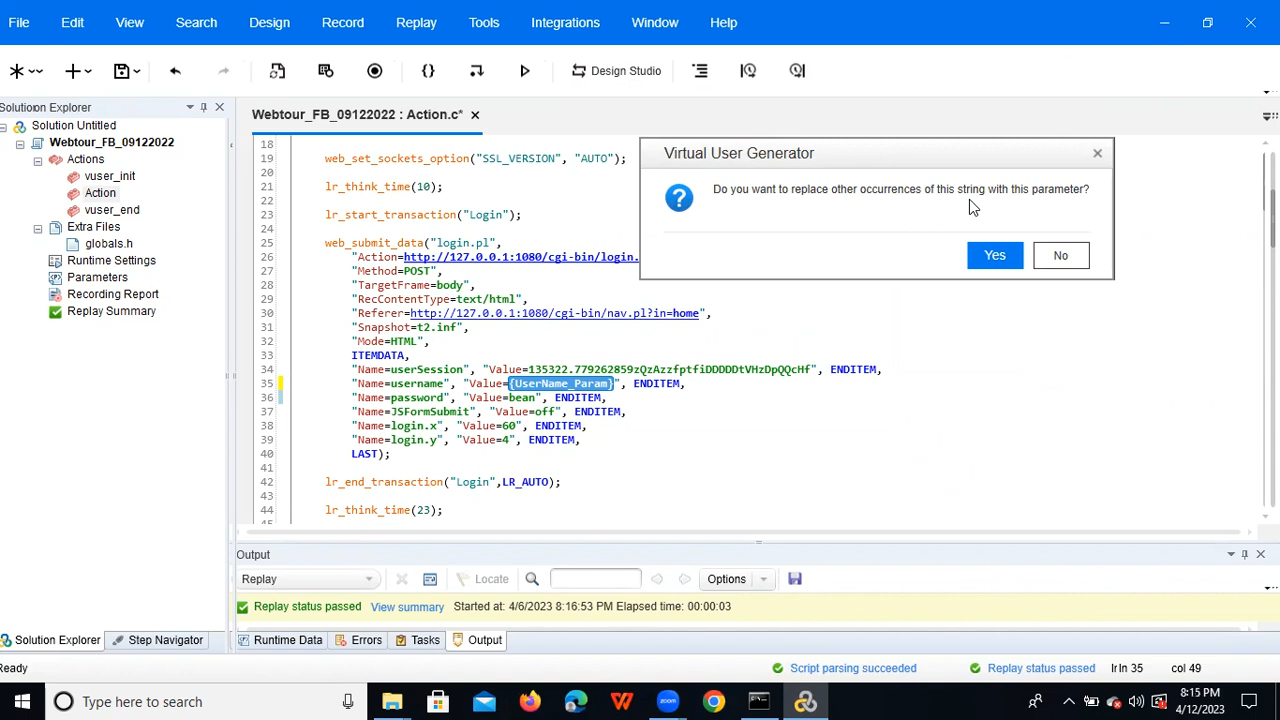 File Edit View Search Design Record Replay Tools Integrations Window Help
Design Studio
Solution Explorer
Solution Untitled
Webtour_FB_09122022
Actions
vuser_init
Action
vuser_end
Extra Files
globals.h
Runtime Settings
Parameters
Recording Report
Replay Summary
Webtour_FB_09122022 : Action.c*
Virtual User Generator
Do you want to replace other occurrences of this string with this parameter?
Yes No
18
19 web_set_sockets_option("SSL_VERSION", "AUTO");
20
21 lr_think_time(10);
22
23 lr_start_transaction("Login");
24
25 web_submit_data("login.pl",
26 "Action=http://127.0.0.1:1080/cgi-bin/login.
27 "Method=POST",
28 "TargetFrame=body",
29 "RecContentType=text/html",
30 "Referer=http://127.0.0.1:1080/cgi-bin/nav.pl?in=home",
31 "Snapshot=t2.inf",
32 "Mode=HTML",
33 ITEMDATA,
34 "Name=userSession", "Value=135322.779262859zQzAzzfptfiDDDDDtVHzDpQQcHf", ENDITEM,
35 "Name=username", "Value={UserName_Param}", ENDITEM,
36 "Name=password", "Value=bean", ENDITEM,
37 "Name=JSFormSubmit", "Value=off", ENDITEM,
38 "Name=login.x", "Value=60", ENDITEM,
39 "Name=login.y", "Value=4", ENDITEM,
40 LAST);
41
42 lr_end_transaction("Login",LR_AUTO);
43
44 lr_think_time(23);
Output
Replay Locate Options
Replay status passed View summary Started at: 4/6/2023 8:16:53 PM Elapsed time: 00:00:03
Solution Explorer Step Navigator Runtime Data Errors Tasks Output
Ready Script parsing succeeded Replay status passed ln 35 col 49
Type here to search
zoom
8:15 PM
4/12/2023